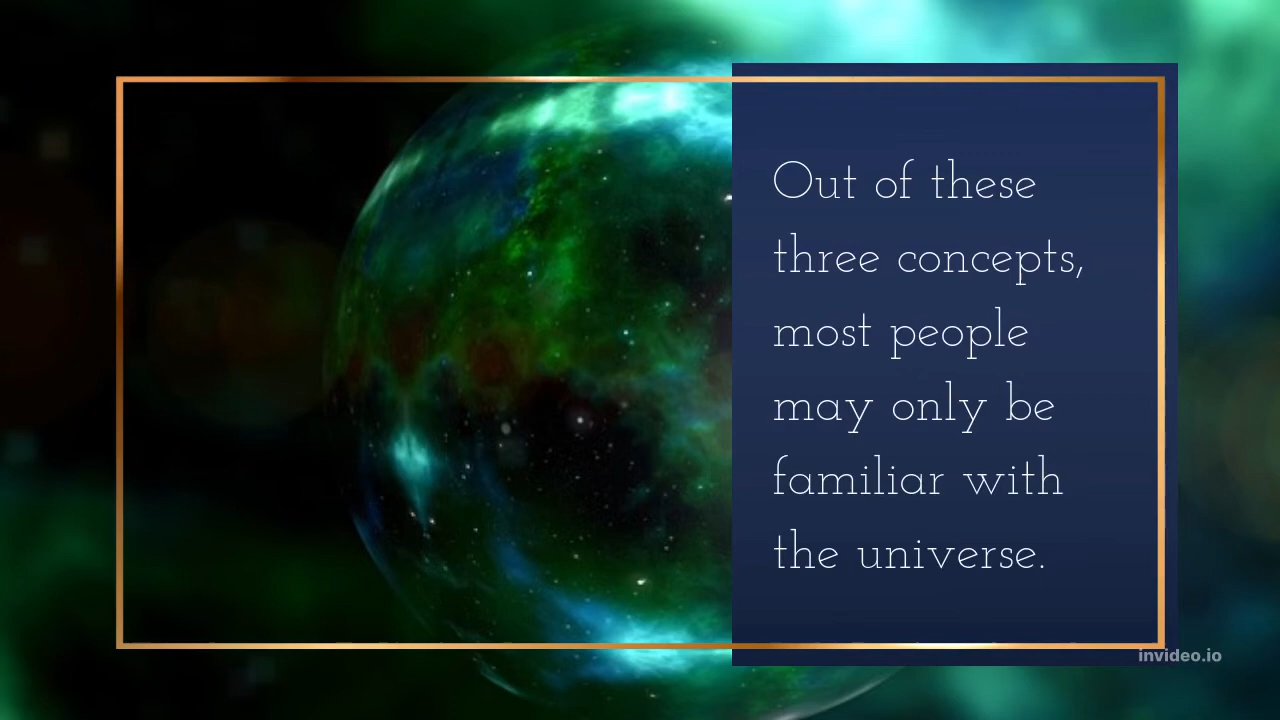 Out of these
three concepts,
most people
may only be
familiar with
the universe.
invideo.io